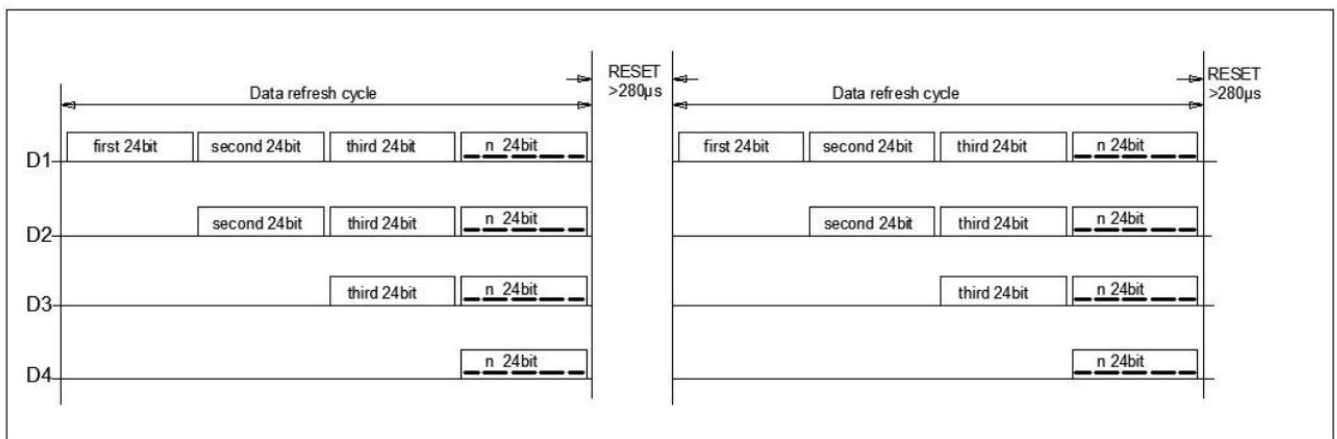 RESET
>280µs
RESET
>280µs
Data refresh cycle
Data refresh cycle
D1 first 24bit second 24bit third 24bit n 24bit first 24bit second 24bit third 24bit n 24bit
D2 second 24bit third 24bit n 24bit second 24bit third 24bit n 24bit
D3 third 24bit n 24bit third 24bit n 24bit
D4 n 24bit n 24bit